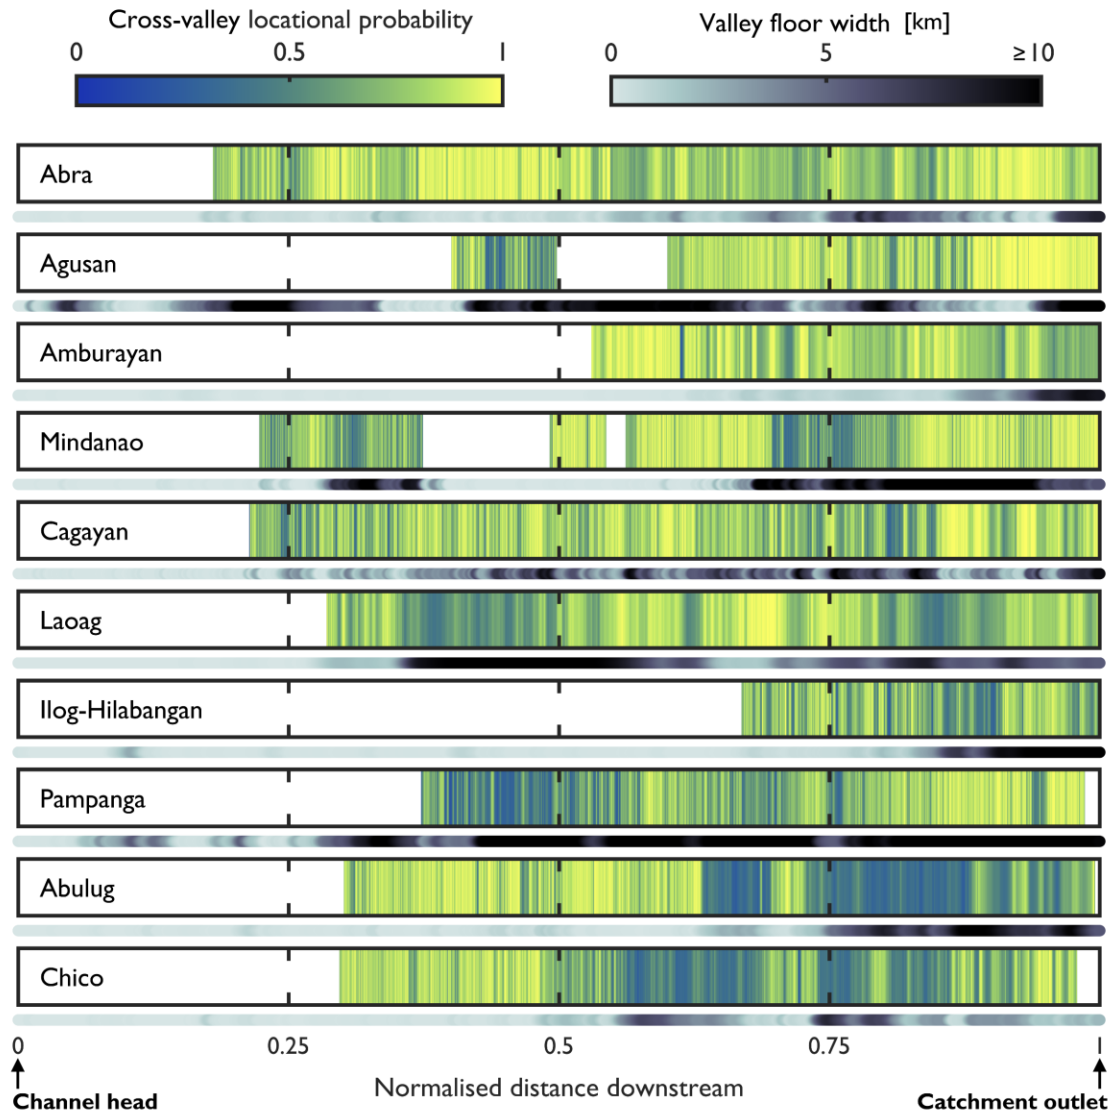 Cross-valley locational probability
0 0.5 1
Valley floor width [km]
0 5 ≥10
Abra
Agusan
Amburayan
Mindanao
Cagayan
Laoag
Ilog-Hilabangan
Pampanga
Abulug
Chico
0 0.25 0.5 0.75 1
Channel head
Normalised distance downstream
Catchment outlet